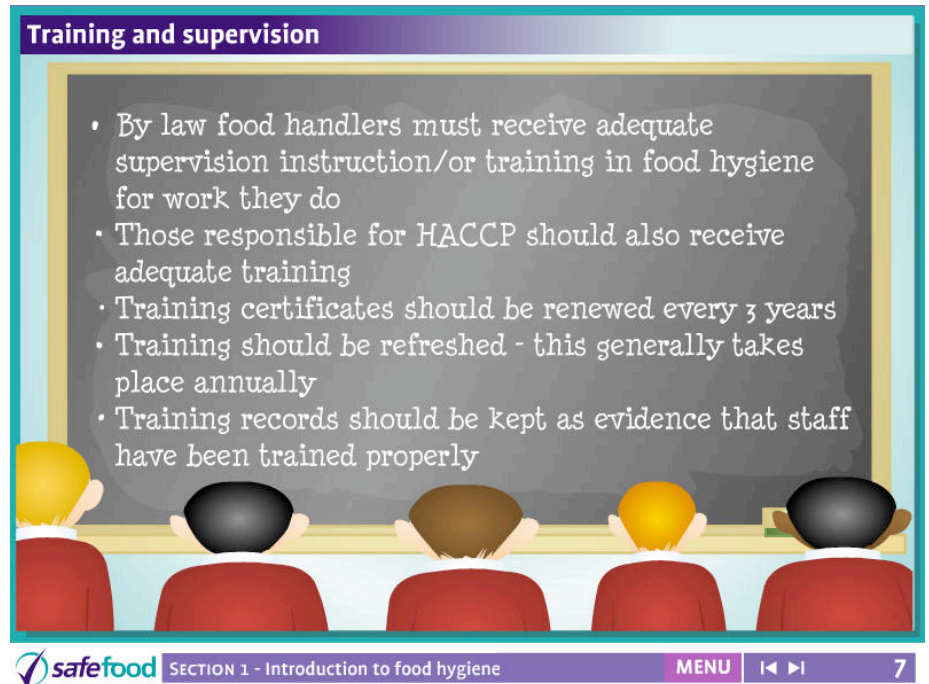 Training and supervision
• By law food handlers must receive adequate
supervision instruction/or training in food hygiene
for work they do
• Those responsible for HACCP should also receive
adequate training
• Training certificates should be renewed every 3 years
• Training should be refreshed - this generally takes
place annually
• Training records should be kept as evidence that staff
have been trained properly
safefood SECTION 1 - Introduction to food hygiene MENU 7